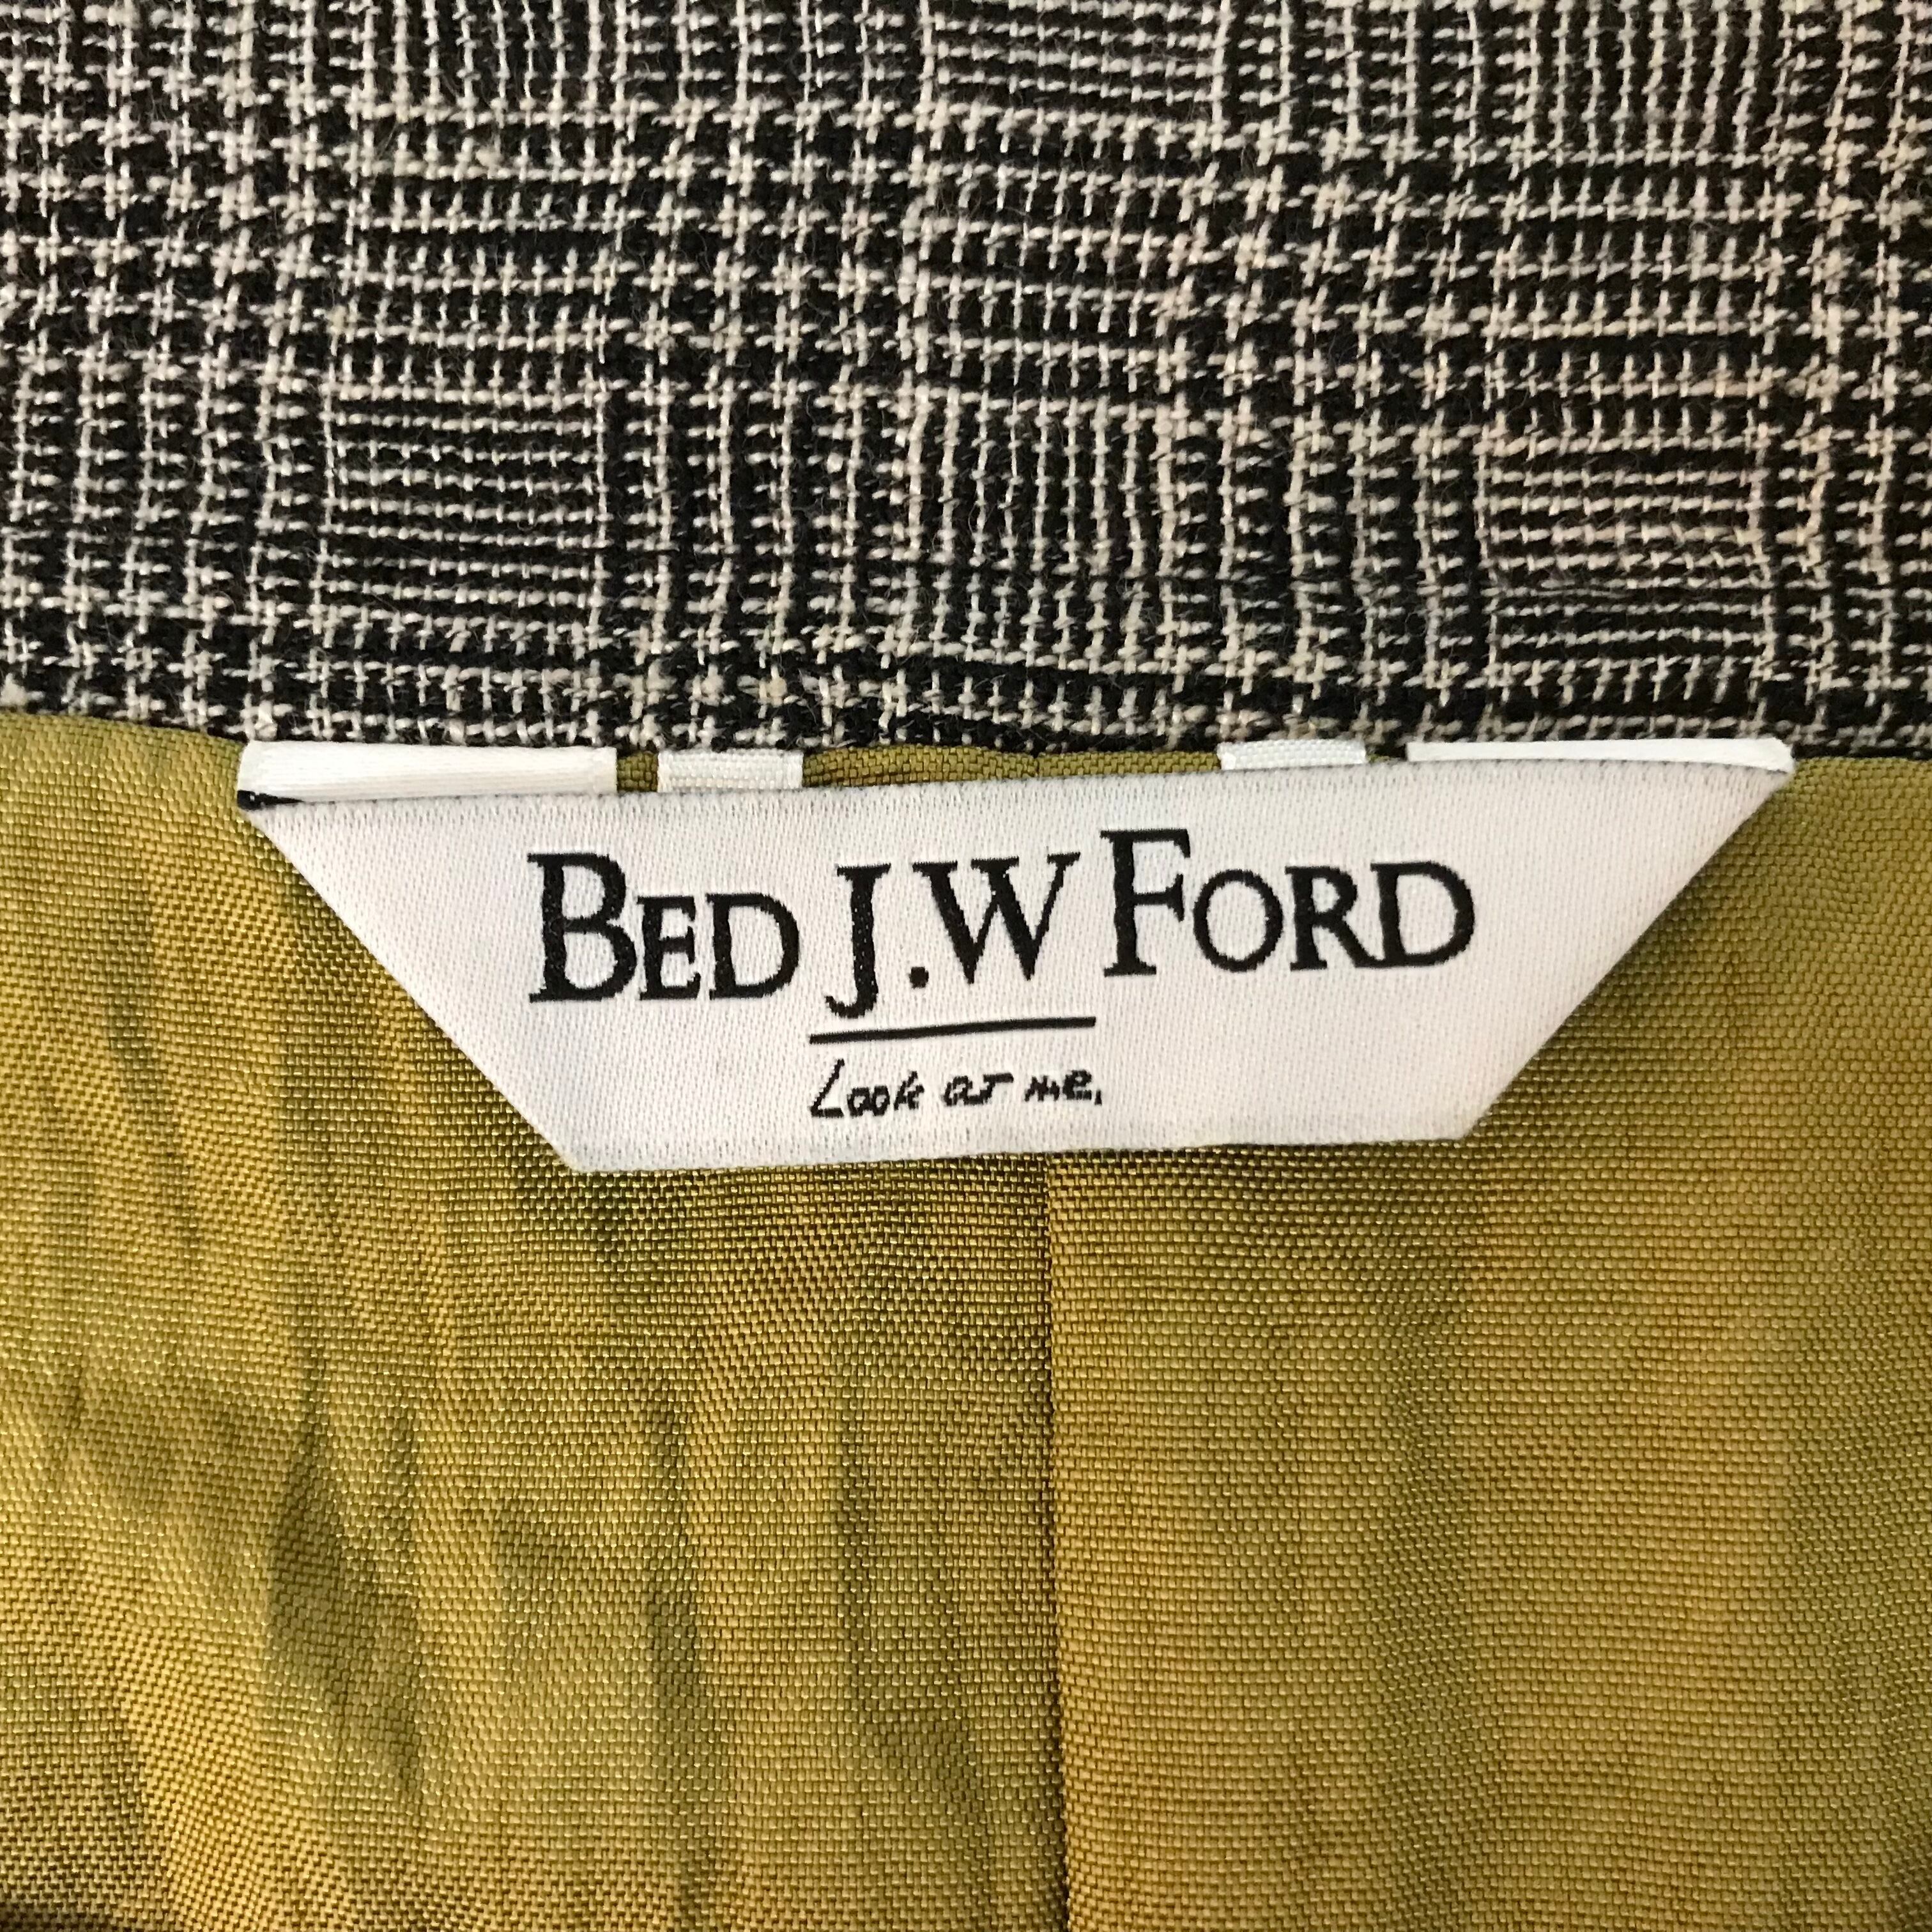 BED J.W FORD
Look at me.